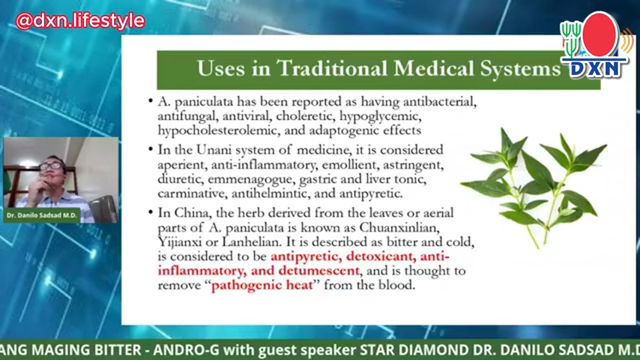 @dxn.lifestyle
DXN
Uses in Traditional Medical Systems
• A. paniculata has been reported as having antibacterial,
antifungal, antiviral, choleretic, hypoglycemic,
hypocholesterolemic, and adaptogenic effects
• In the Unani system of medicine, it is considered
aperient, anti-inflammatory, emollient, astringent,
diuretic, emmenagogue, gastric and liver tonic,
carminative, antihelmintic, and antipyretic.
• In China, the herb derived from the leaves or aerial
parts of A. paniculata is known as Chuanxinlian,
Yijianxi or Lanhelian. It is described as bitter and cold,
is considered to be antipyretic, detoxicant, anti-
inflammatory, and detumescent, and is thought to
remove “pathogenic heat” from the blood.
Dr. Danilo Sadsad M.D.
ANG MAGING BITTER - ANDRO-G with guest speaker STAR DIAMOND DR. DANILO SADSAD M.D